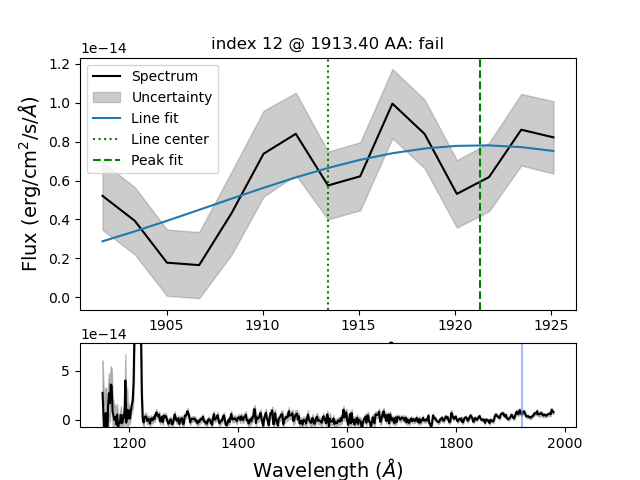 index 12 @ 1913.40 AA: fail
1e−14
1.2
1.0
0.8
0.6
0.4
0.2
0.0
Flux (erg/cm²/s/Å)
Spectrum
Uncertainty
Line fit
Line center
Peak fit
1905 1910 1915 1920 1925
1e−14
5
0
1200 1400 1600 1800 2000
Wavelength (Å)